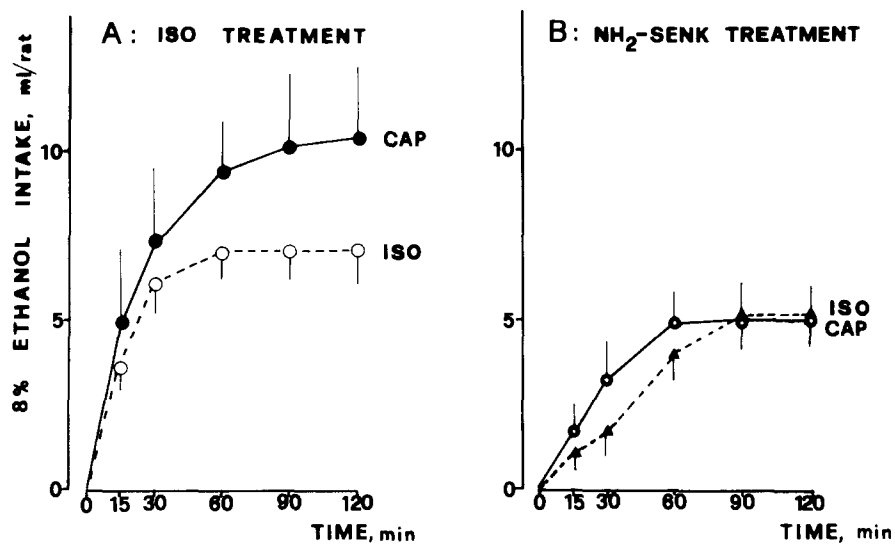 A: ISO TREATMENT
8% ETHANOL INTAKE, ml/rat
10
5
0
CAP
ISO
0 15 30 60 90 120
TIME, min
B: NH₂-SENK TREATMENT
10
5
0
ISO
CAP
0 15 30 60 90 120
TIME, min